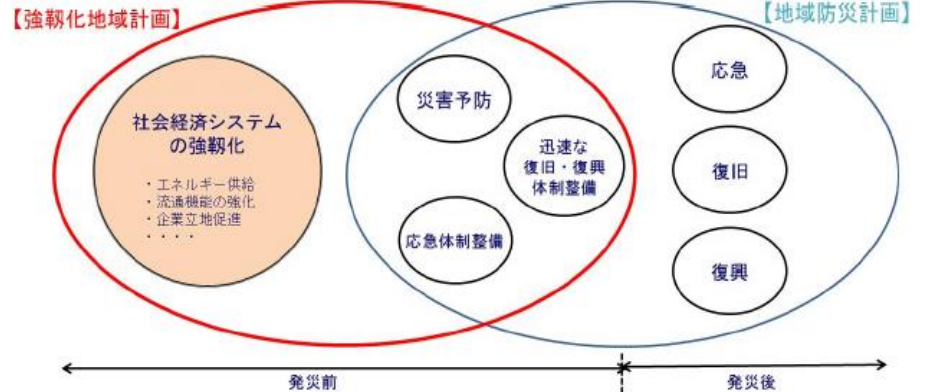 【強靱化地域計画】
【地域防災計画】
社会経済システム
の強靱化
・エネルギー供給
・流通機能の強化
・企業立地促進
・・・・
災害予防
迅速な
復旧・復興
体制整備
応急体制整備
応急
復旧
復興
発災前
発災後